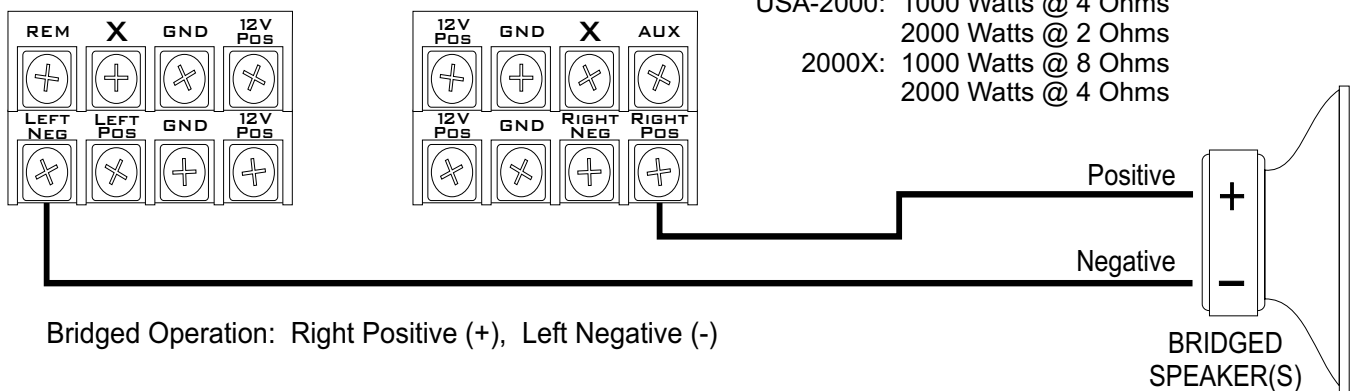 USA-2000: 1000 Watts @ 4 Ohms
2000 Watts @ 2 Ohms
2000X: 1000 Watts @ 8 Ohms
2000 Watts @ 4 Ohms
REM X GND 12V POS
LEFT NEG LEFT POS GND 12V POS
12V POS GND X AUX
12V POS GND RIGHT NEG RIGHT POS
Positive
+
Negative
−
Bridged Operation: Right Positive (+), Left Negative (-)
BRIDGED
SPEAKER(S)